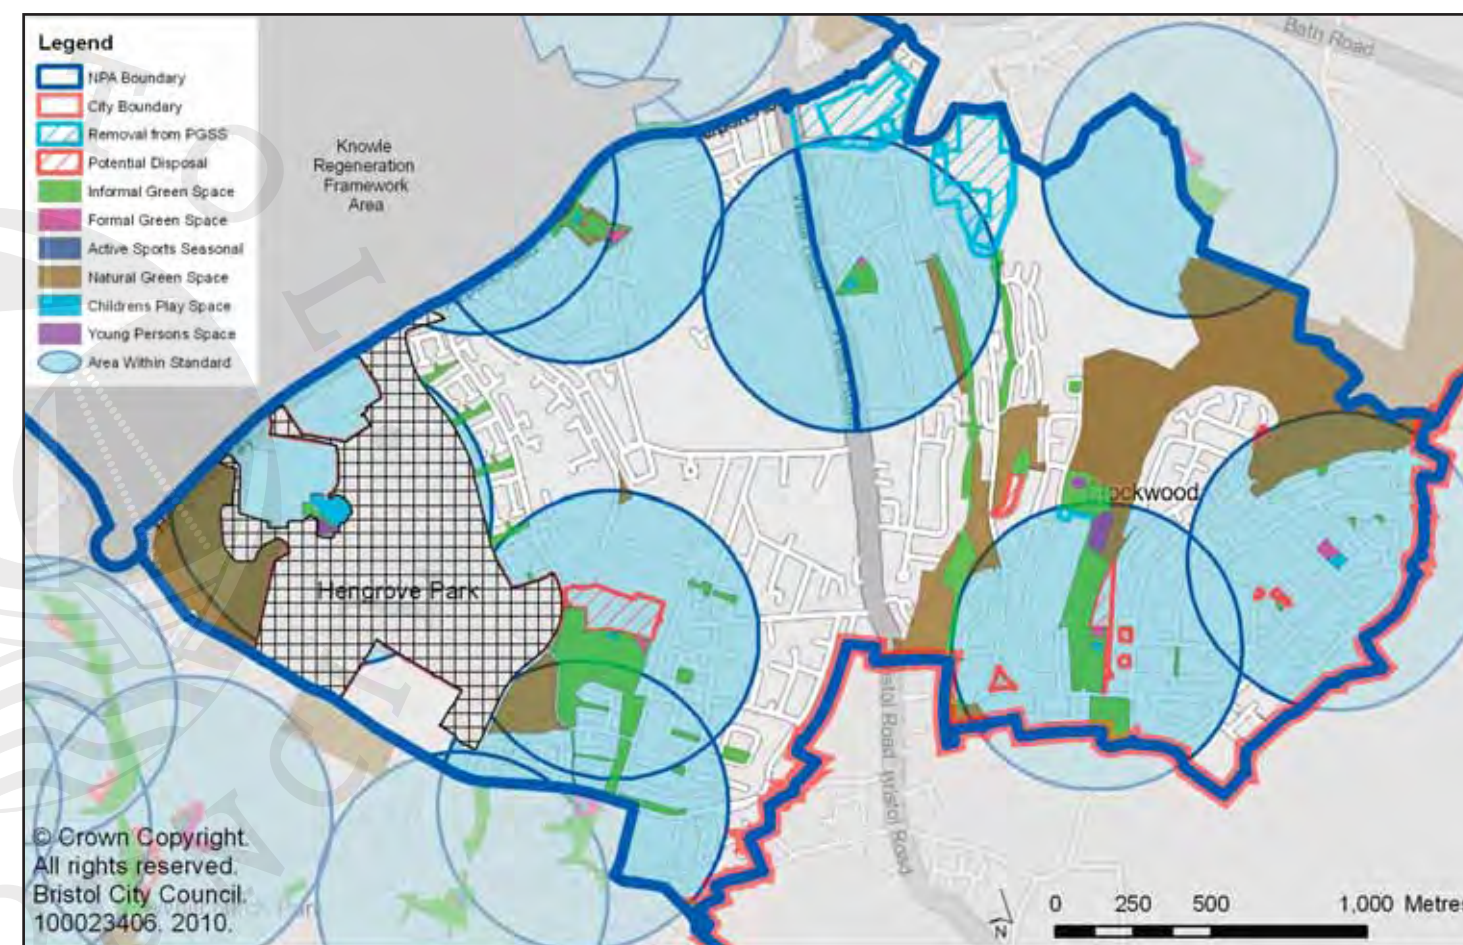 Legend
NPA Boundary
City Boundary
Removal from PGSS
Potential Disposal
Informal Green Space
Formal Green Space
Active Sports Seasonal
Natural Green Space
Childrens Play Space
Young Persons Space
Area Within Standard
Knowle
Regeneration
Framework
Area
Bath Road
Hengrove Park
ockwood
Bristol Road
© Crown Copyright.
All rights reserved.
Bristol City Council.
100023406. 2010.
N
0 250 500 1,000 Metres